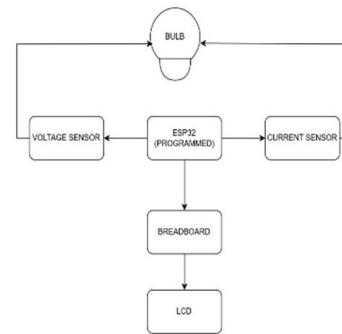 BULB
VOLTAGE SENSOR
ESP32
(PROGRAMMED)
CURRENT SENSOR
BREADBOARD
LCD